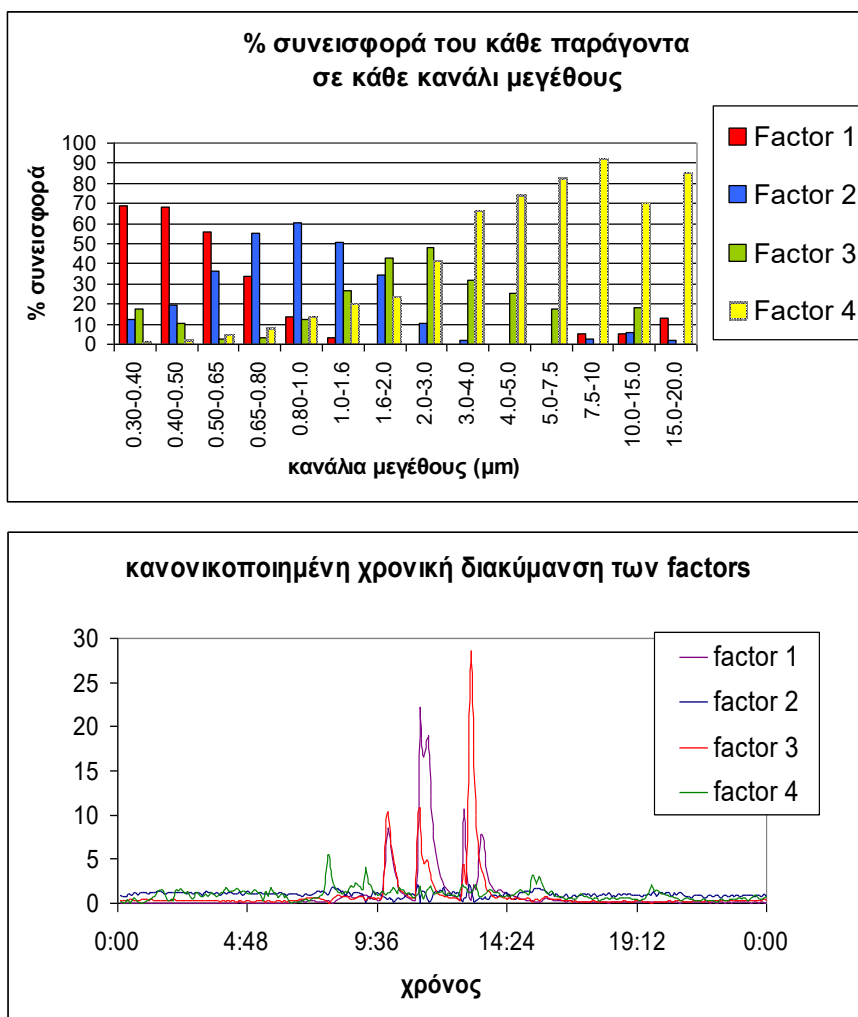 % συνεισφορά του κάθε παράγοντα
σε κάθε κανάλι μεγέθους
% συνεισφορά
100
90
80
70
60
50
40
30
20
10
0
0.30-0.40
0.40-0.50
0.50-0.65
0.65-0.80
0.80-1.0
1.0-1.6
1.6-2.0
2.0-3.0
3.0-4.0
4.0-5.0
5.0-7.5
7.5-10
10.0-15.0
15.0-20.0
κανάλια μεγέθους (μm)
Factor 1
Factor 2
Factor 3
Factor 4
κανονικοποιημένη χρονική διακύμανση των factors
30
25
20
15
10
5
0
0:00
4:48
9:36
14:24
19:12
0:00
χρόνος
factor 1
factor 2
factor 3
factor 4